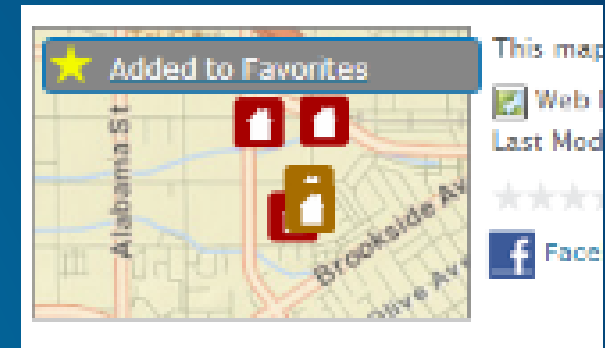 Added to Favorites
This map
Web
Last Mod
Alabama St.
Brookside Av
Olive Ave
Face